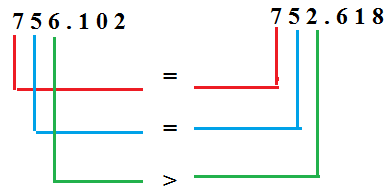 756.102 752.618
=
=
>